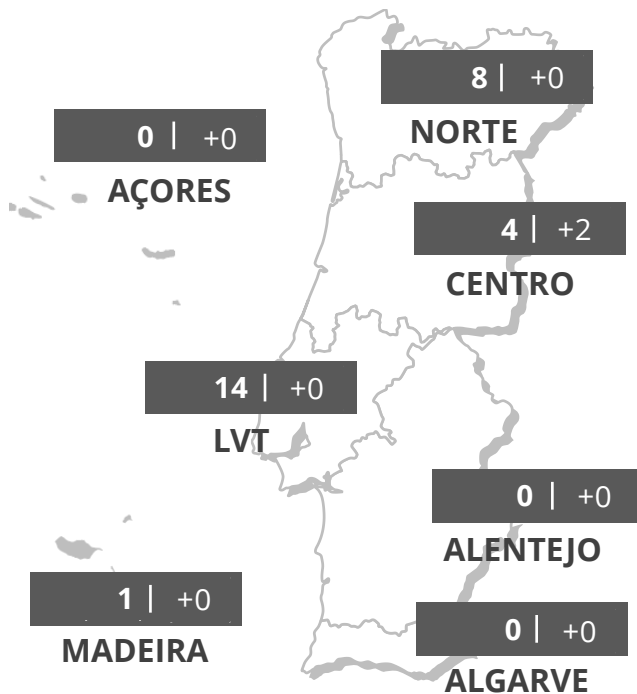 8 | +0
NORTE
0 | +0
AÇORES
4 | +2
CENTRO
14 | +0
LVT
0 | +0
ALENTEJO
1 | +0
MADEIRA
0 | +0
ALGARVE